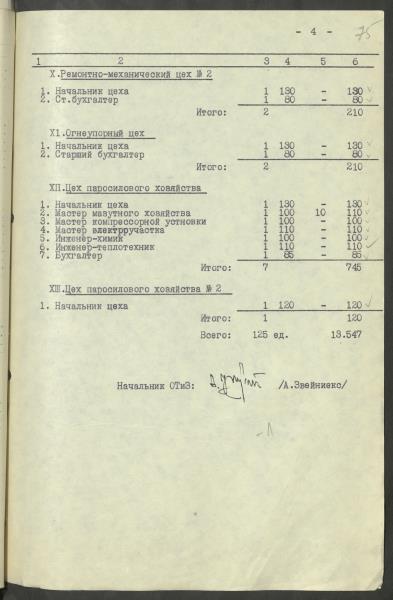 - 4 -
75
1 2 3 4 5 6
X. Ремонтно-механический цех № 2
1. Начальник цеха 1 130 - 130
2. Ст.бухгалтер 1 80 - 80
Итого: 2 210
X1. Огнеупорный цех
1. Начальник цеха 1 130 - 130
2. Старший бухгалтер 1 80 - 80
Итого: 2 210
ХП. Цех паросилового хозяйства
1. Начальник цеха 1 130 - 130
2. Мастер мазутного хозяйства 1 100 10 110
3. Мастер компрессорной устновки 1 100 - 100
4. Мастер электрручастка 1 110 - 110
5. Инженер-химик 1 100 - 100
6. Инженер-теплотехник 1 110 - 110
7. Бухгалтер 1 85 - 85
Итого: 7 745
ХШ. Цех паросилового хозяйства № 2
1. Начальник цеха 1 120 - 120
Итого: 1 120
Всего: 125 ед. 13.547
Начальник ОТиЗ: /А.Звейниекс/